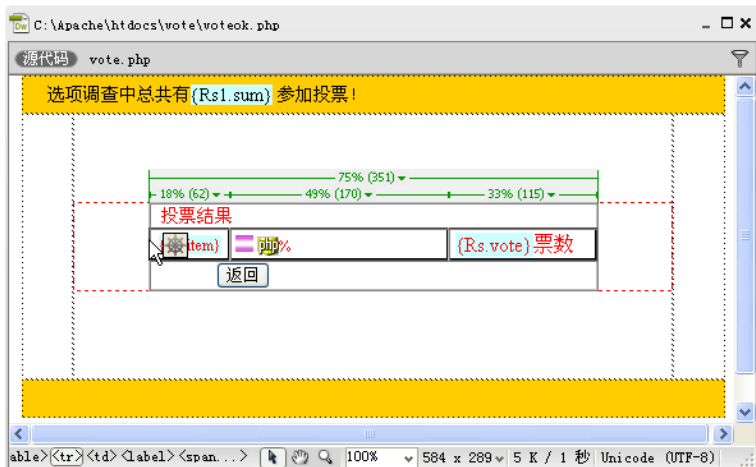 C:\Apache\htdocs\vote\voteok.php
源代码 vote.php
选项调查中总共有{Rs1.sum} 参加投票!
75% (351)
18% (62) 49% (170) 33% (115)
投票结果
item} php% {Rs.vote}票数
返回
able> <tr> <td> <label> <span...> 100% 584 x 289 5 K / 1 秒 Unicode (UTF-8)